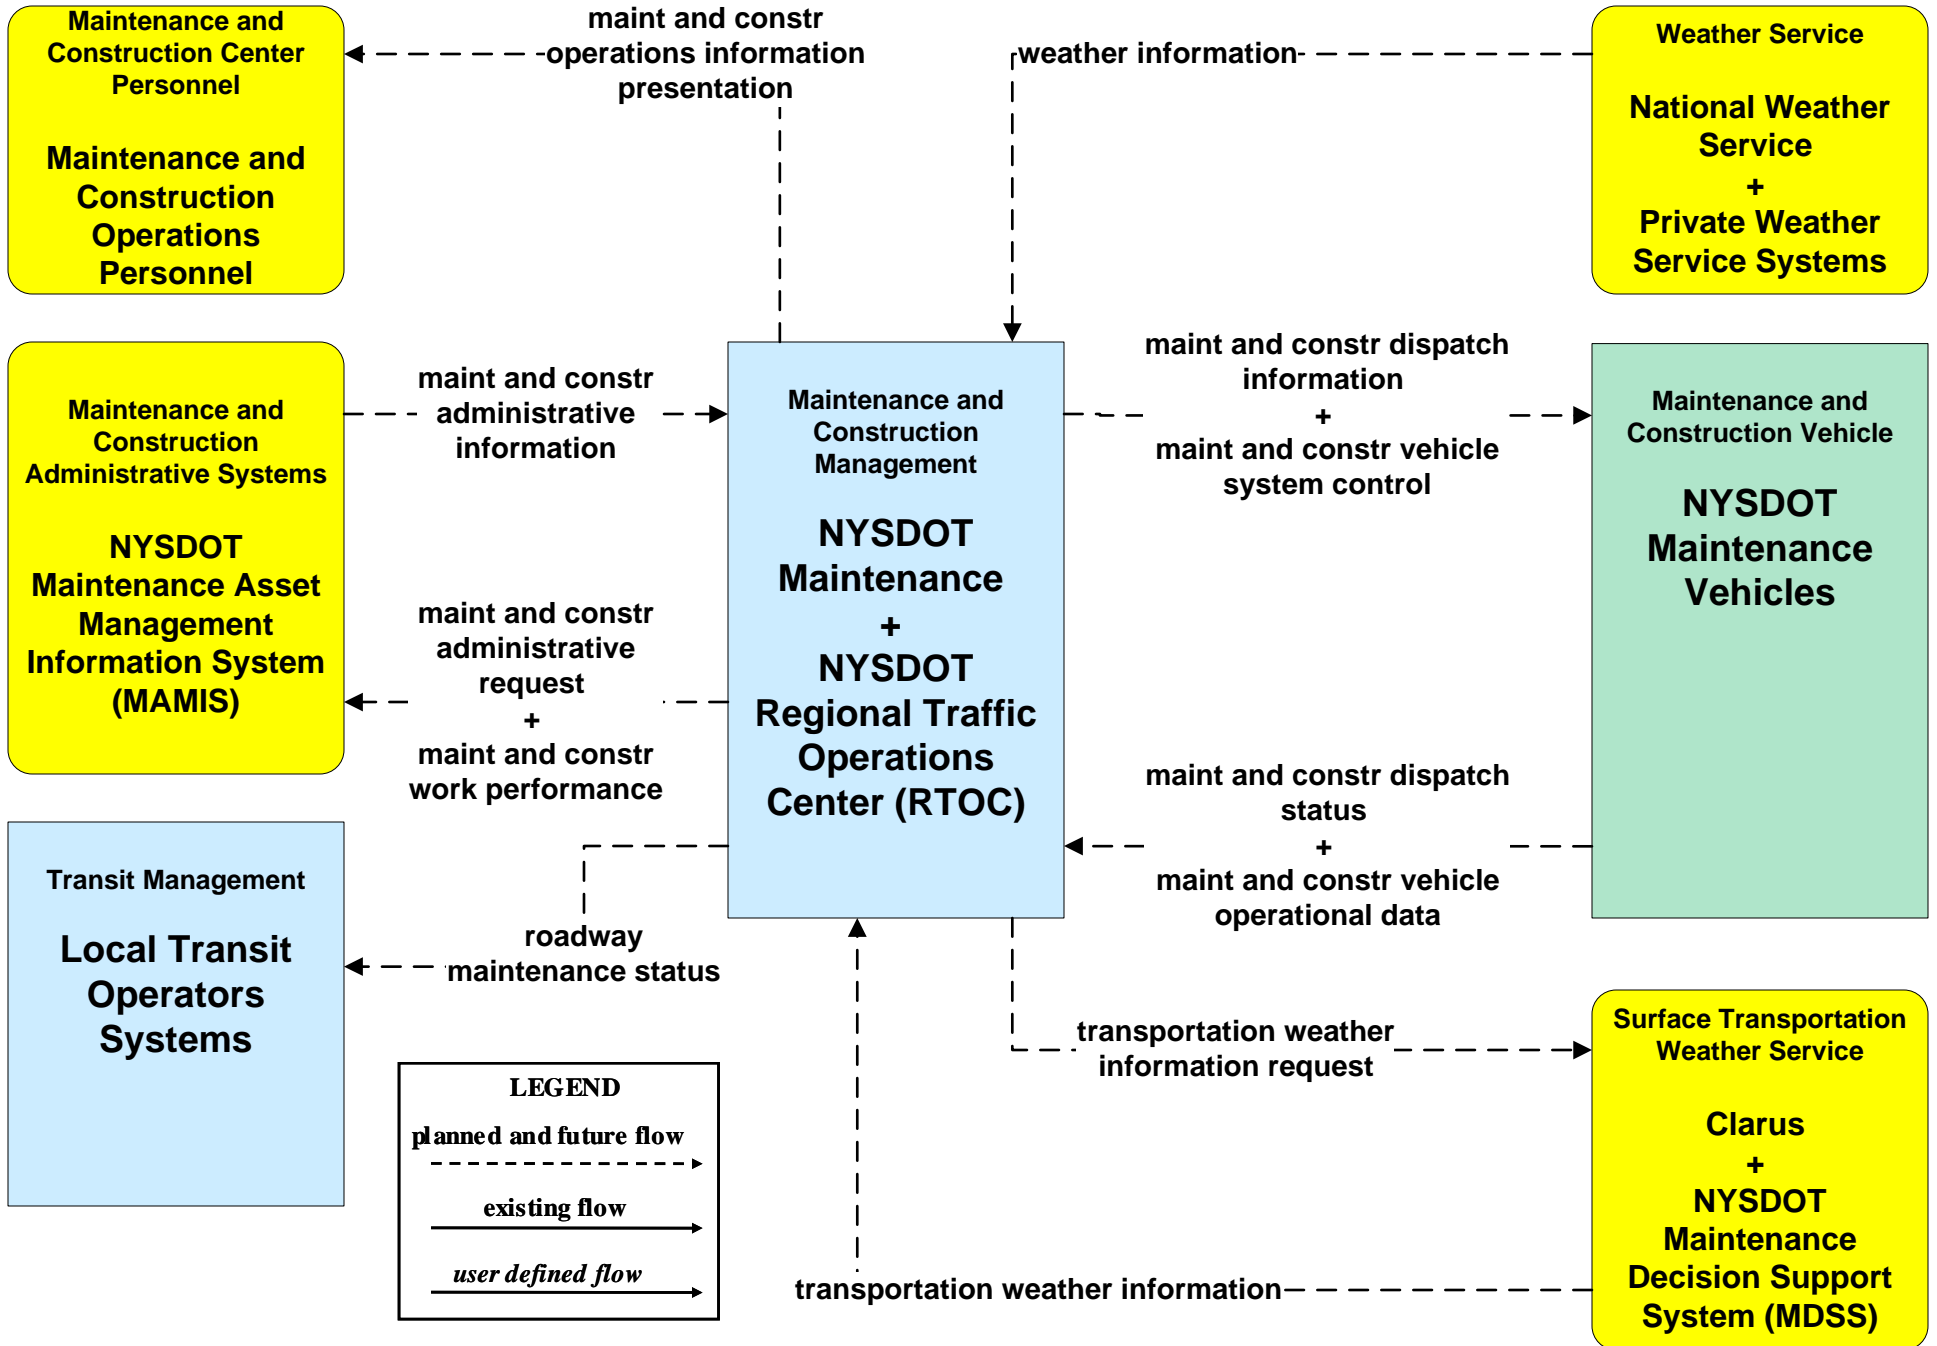 Maintenance and
Construction Center
Personnel
Maintenance and
Construction
Operations
Personnel
maint and constr
operations information
presentation
weather information
Weather Service
National Weather
Service
+
Private Weather
Service Systems
Maintenance and
Construction
Administrative Systems
NYSDOT
Maintenance Asset
Management
Information System
(MAMIS)
maint and constr
administrative
information
maint and constr
administrative
request
+
maint and constr
work performance
Maintenance and
Construction
Management
NYSDOT
Maintenance
+
NYSDOT
Regional Traffic
Operations
Center (RTOC)
maint and constr dispatch
information
+
maint and constr vehicle
system control
maint and constr dispatch
status
+
maint and constr vehicle
operational data
Maintenance and
Construction Vehicle
NYSDOT
Maintenance
Vehicles
Transit Management
Local Transit
Operators
Systems
roadway
maintenance status
LEGEND
planned and future flow
existing flow
user defined flow
transportation weather
information request
transportation weather information
Surface Transportation
Weather Service
Clarus
+
NYSDOT
Maintenance
Decision Support
System (MDSS)